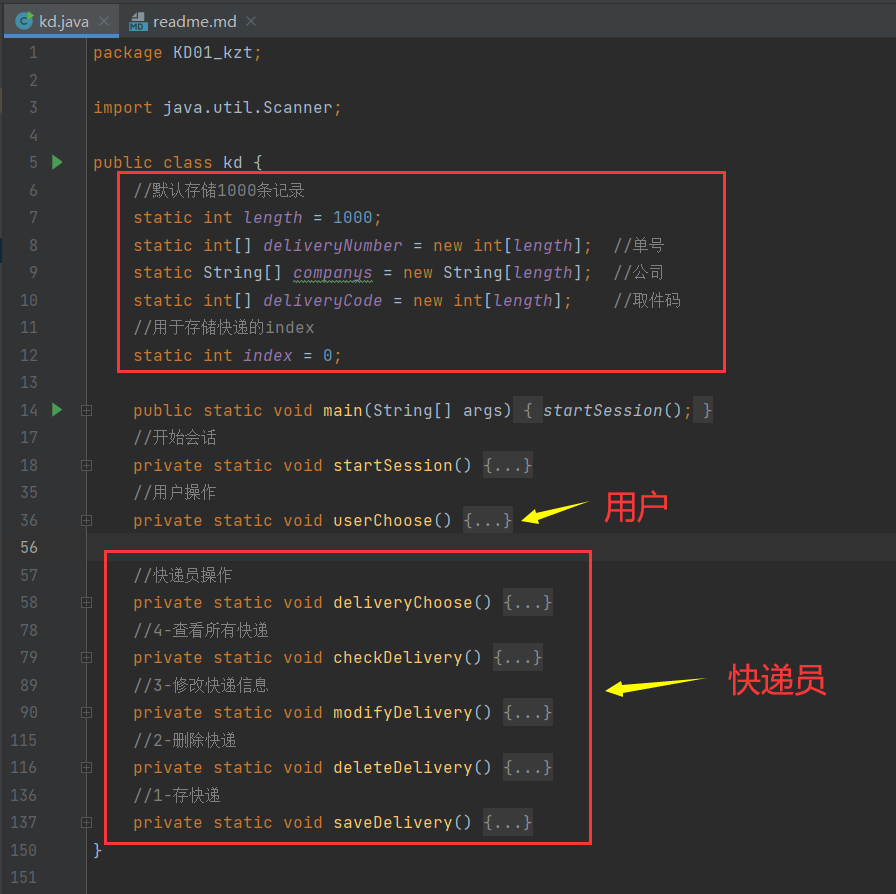 kd.java
readme.md
1 package KD01_kzt;
2
3 import java.util.Scanner;
4
5 public class kd {
6 //默认存储1000条记录
7 static int length = 1000;
8 static int[] deliveryNumber = new int[length]; //单号
9 static String[] companys = new String[length]; //公司
10 static int[] deliveryCode = new int[length]; //取件码
11 //用于存储快递的index
12 static int index = 0;
13
14 public static void main(String[] args) { startSession(); }
17 //开始会话
18 private static void startSession() {...}
35 //用户操作
36 private static void userChoose() {...}
用户
56
57 //快递员操作
58 private static void deliveryChoose() {...}
78 //4-查看所有快递
79 private static void checkDelivery() {...}
快递员
89 //3-修改快递信息
90 private static void modifyDelivery() {...}
115 //2-删除快递
116 private static void deleteDelivery() {...}
136 //1-存快递
137 private static void saveDelivery() {...}
150 }
151